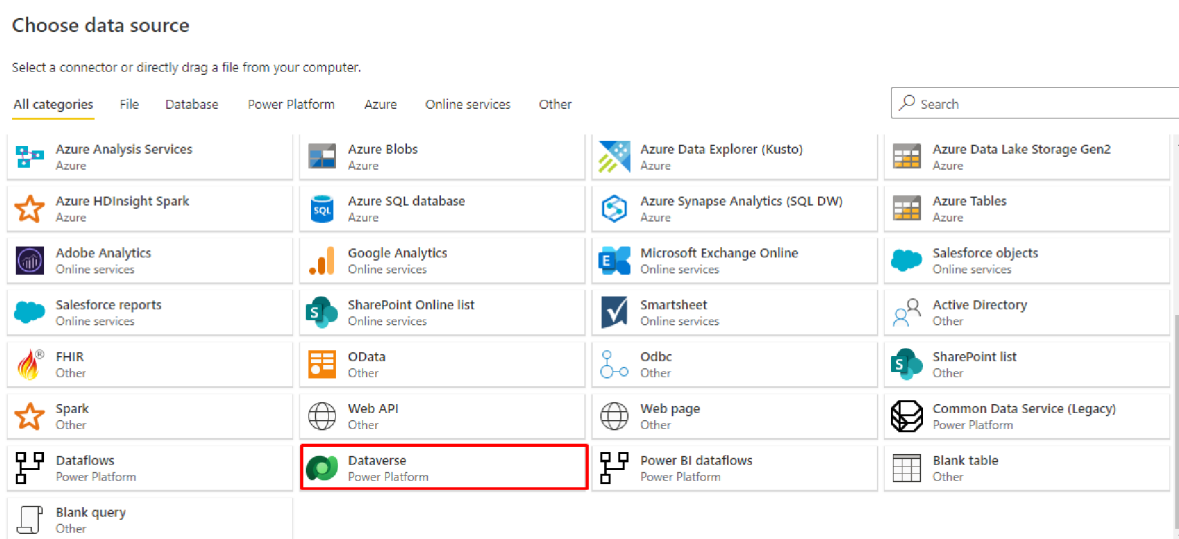 Choose data source
Select a connector or directly drag a file from your computer.
All categories File Database Power Platform Azure Online services Other Search
Azure Analysis Services Azure Blobs Azure Data Explorer (Kusto) Azure Data Lake Storage Gen2
Azure Azure Azure Azure
Azure HDInsight Spark Azure SQL database Azure Synapse Analytics (SQL DW) Azure Tables
Azure SQL Azure Azure Azure
Adobe Analytics Google Analytics Microsoft Exchange Online Salesforce objects
Online services Online services E Online services Online services
Salesforce reports SharePoint Online list Smartsheet Active Directory
Online services S Online services Online services Other
FHIR OData Odbc SharePoint list
® Other Other Other S Other
Spark Web API Web page Common Data Service (Legacy)
Other Other Other Power Platform
Dataflows Dataverse Power BI dataflows Blank table
Power Platform Power Platform Power Platform Other
Blank query
Other